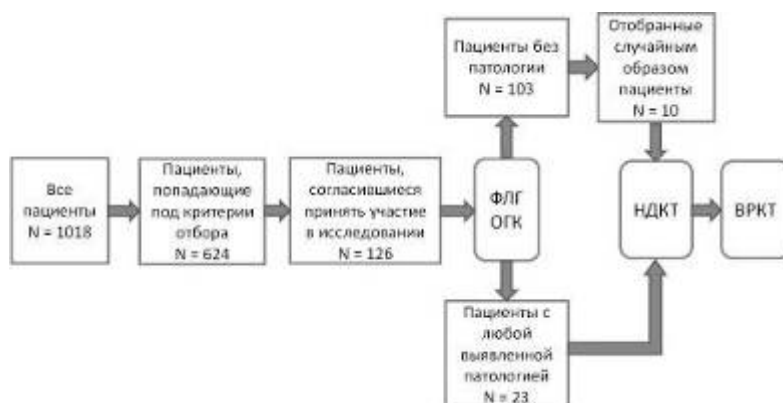 Все
пациенты
N = 1018
Пациенты,
попадающие
под критерии
отбора
N = 624
Пациенты,
согласившиеся
принять участие
в исследовании
N = 126
ФЛГ
ОГК
Пациенты без
патологии
N = 103
Отобранные
случайным
образом
пациенты
N = 10
Пациенты с
любой
выявленной
патологией
N = 23
НДКТ
ВРКТ